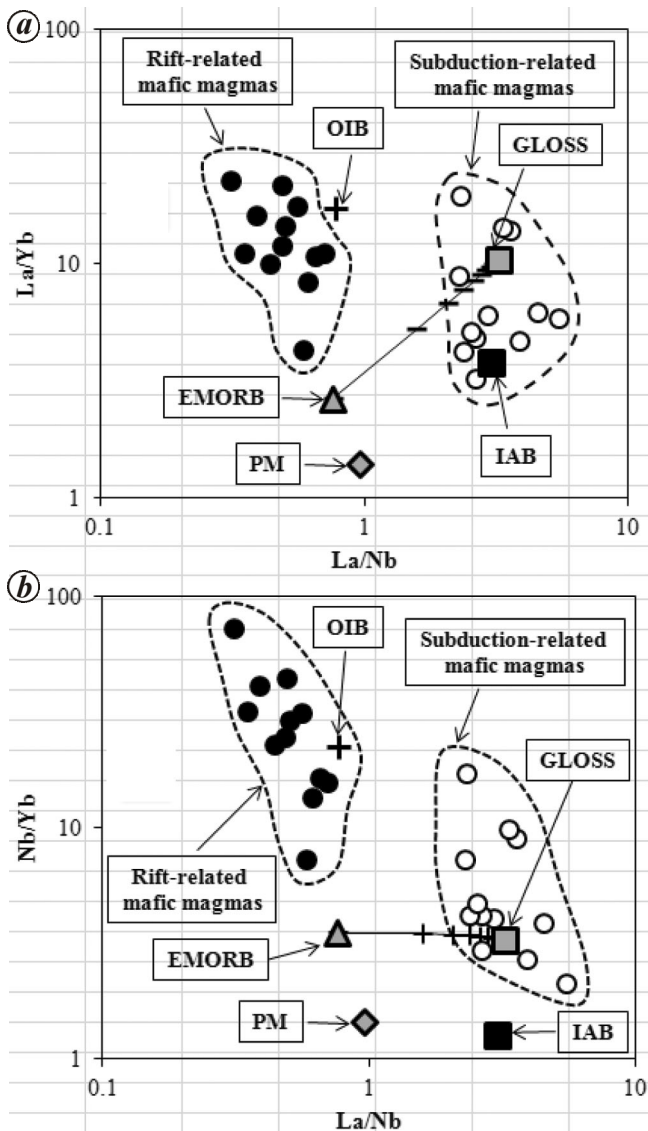 a
100
Rift-related
mafic magmas
Subduction-related
mafic magmas
OIB
GLOSS
La/Yb
10
EMORB
PM
IAB
1
0.1
1
10
La/Nb
b
100
OIB
Subduction-related
mafic magmas
GLOSS
Nb/Yb
10
Rift-related
mafic magmas
EMORB
PM
IAB
1
0.1
1
10
La/Nb